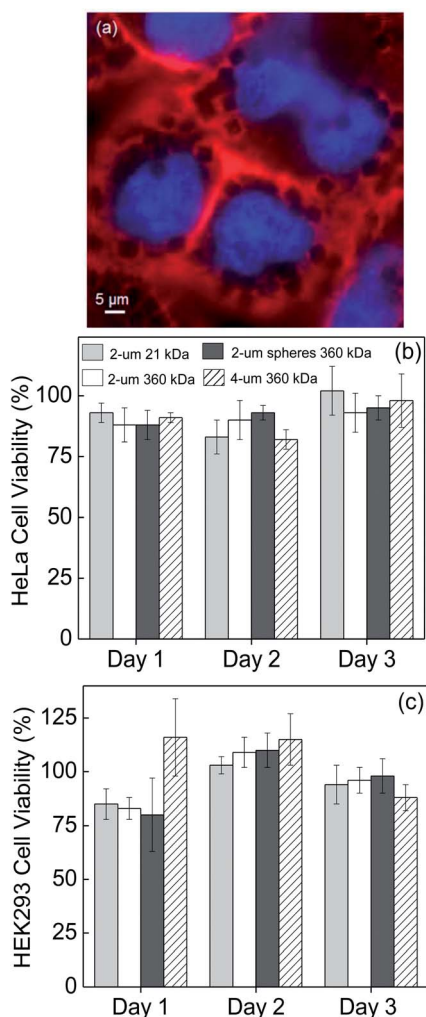 (a)
5 µm
2-um 21 kDa
2-um spheres 360 kDa
(b)
2-um 360 kDa
4-um 360 kDa
100
75
50
25
0
HeLa Cell Viability (%)
Day 1
Day 2
Day 3
(c)
125
100
75
50
25
0
HEK293 Cell Viability (%)
Day 1
Day 2
Day 3